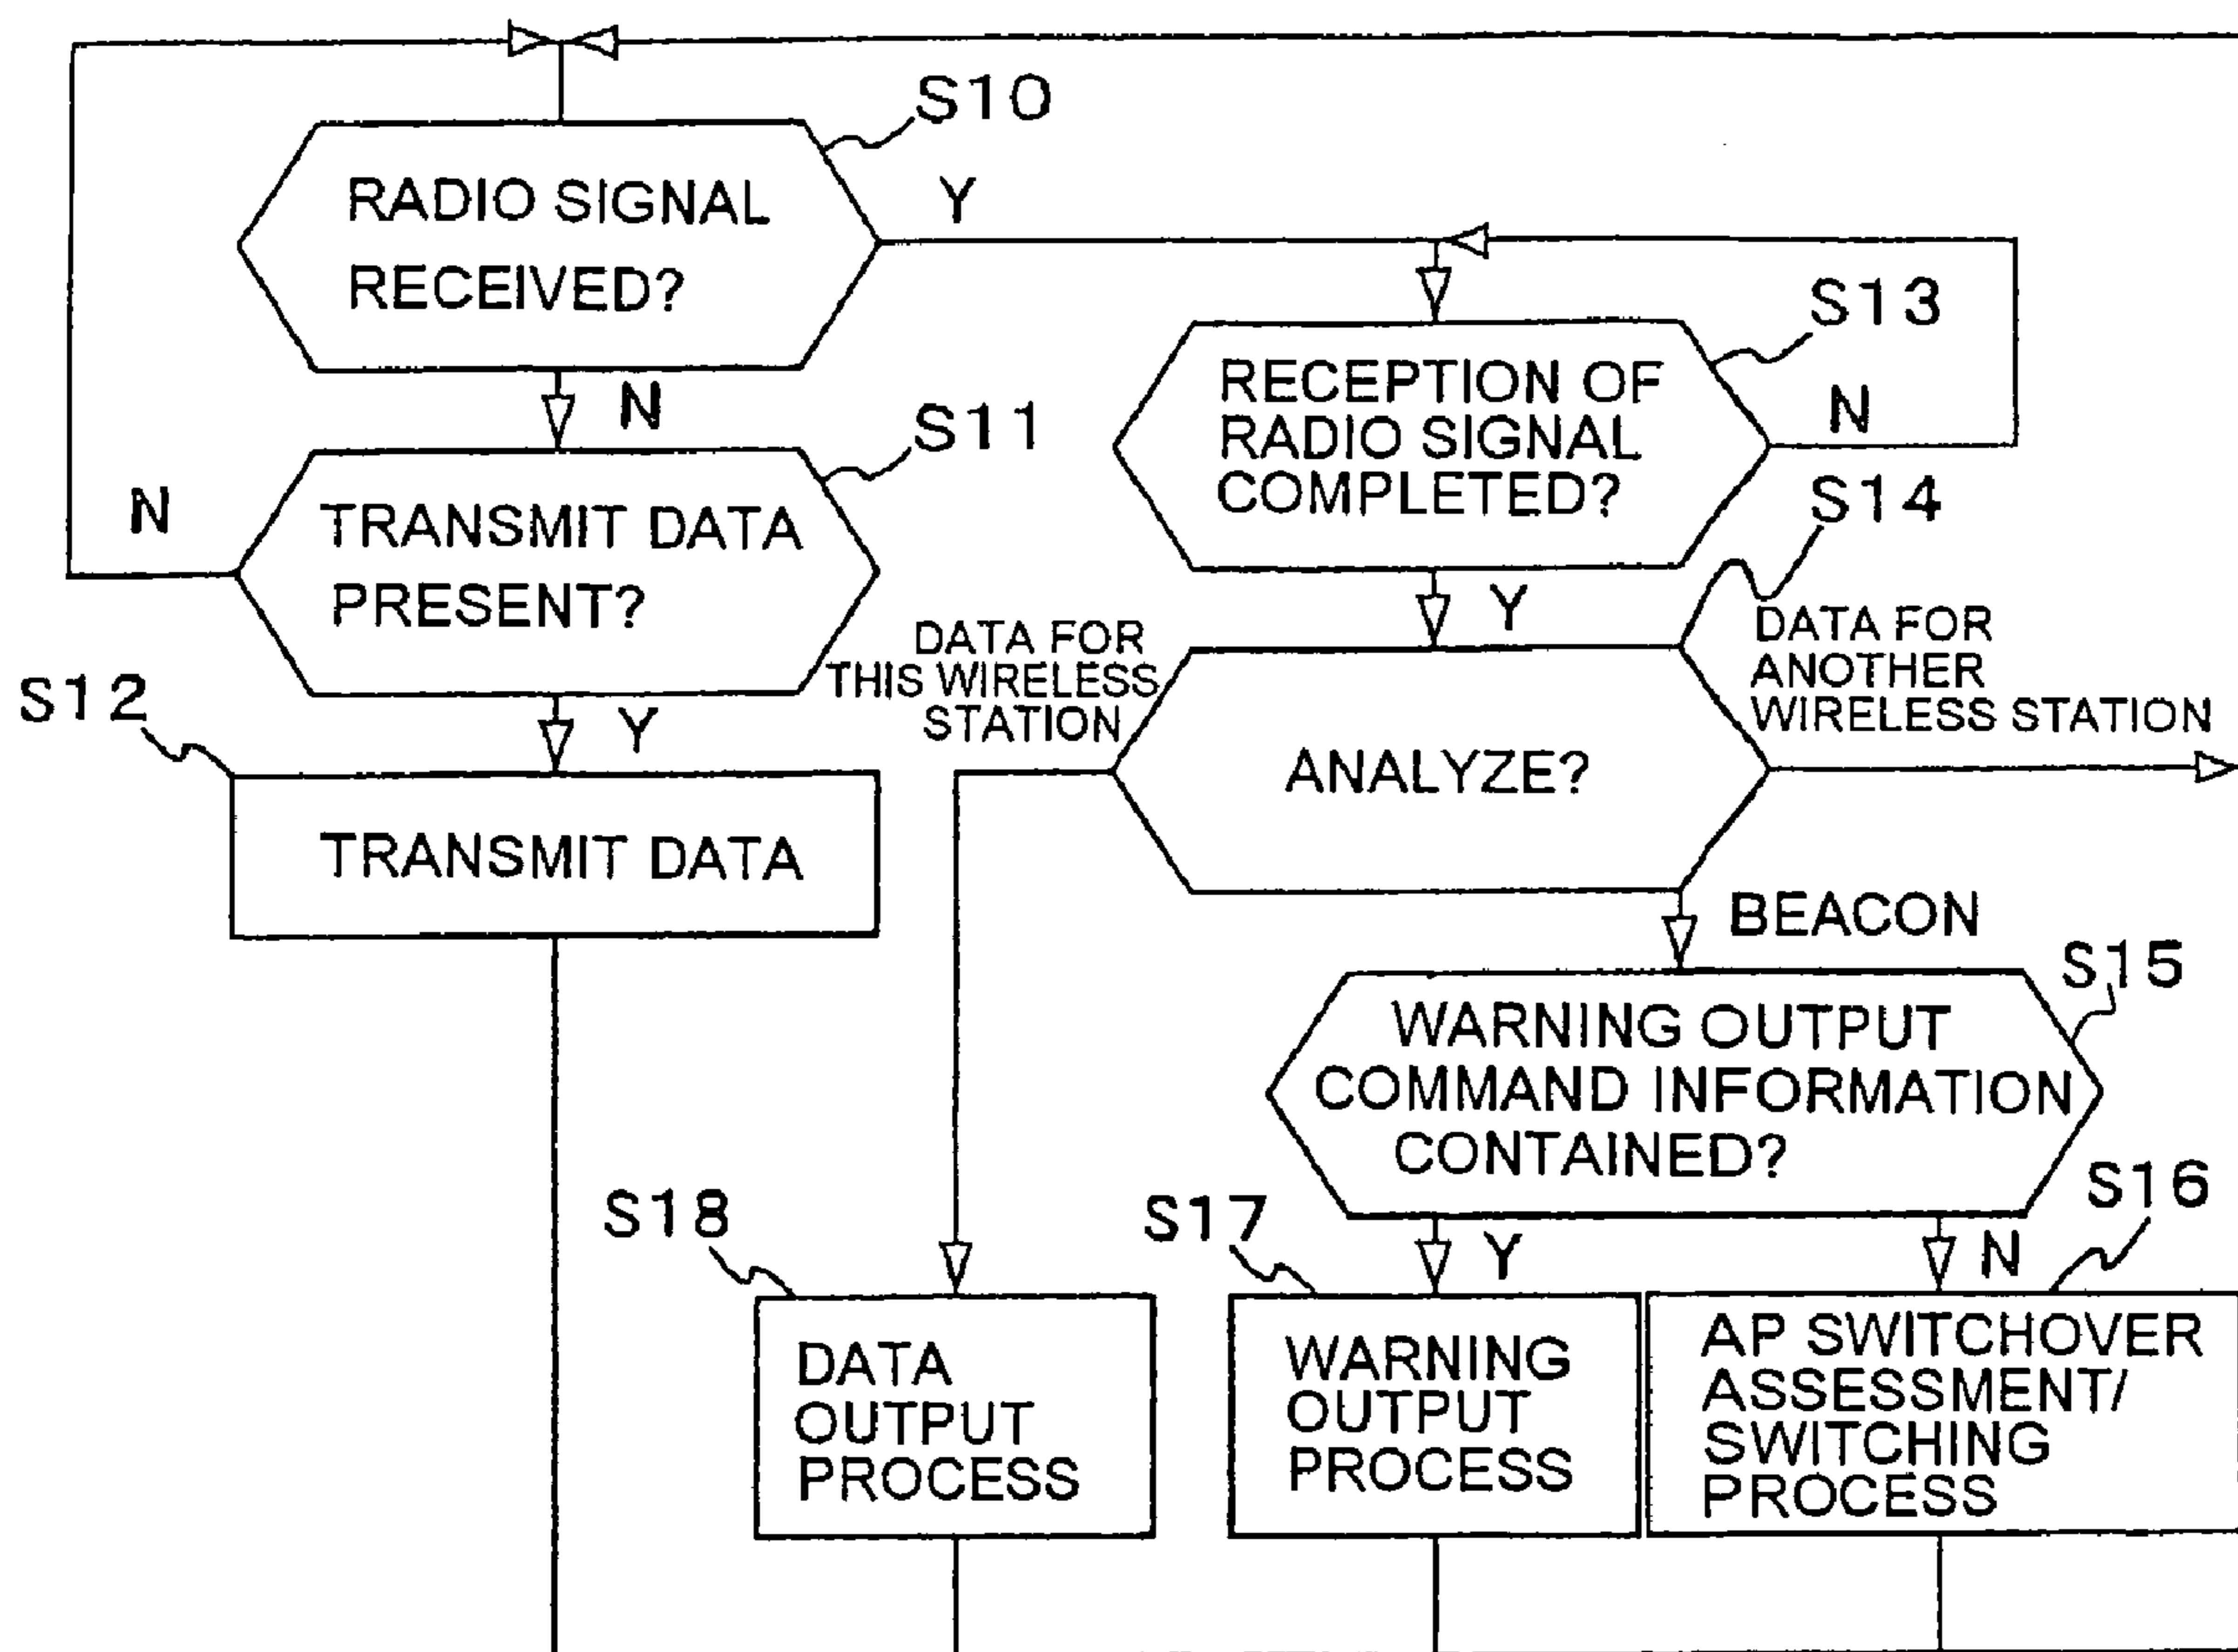 S10
RADIO SIGNAL
RECEIVED?
Y
N
S11
TRANSMIT DATA
PRESENT?
N
Y
S12
TRANSMIT DATA
S13
RECEPTION OF
RADIO SIGNAL
COMPLETED?
N
Y
S14
ANALYZE?
DATA FOR
THIS WIRELESS
STATION
DATA FOR
ANOTHER
WIRELESS STATION
BEACON
S15
WARNING OUTPUT
COMMAND INFORMATION
CONTAINED?
Y
N
S18
DATA
OUTPUT
PROCESS
S17
WARNING
OUTPUT
PROCESS
S16
AP SWITCHOVER
ASSESSMENT/
SWITCHING
PROCESS